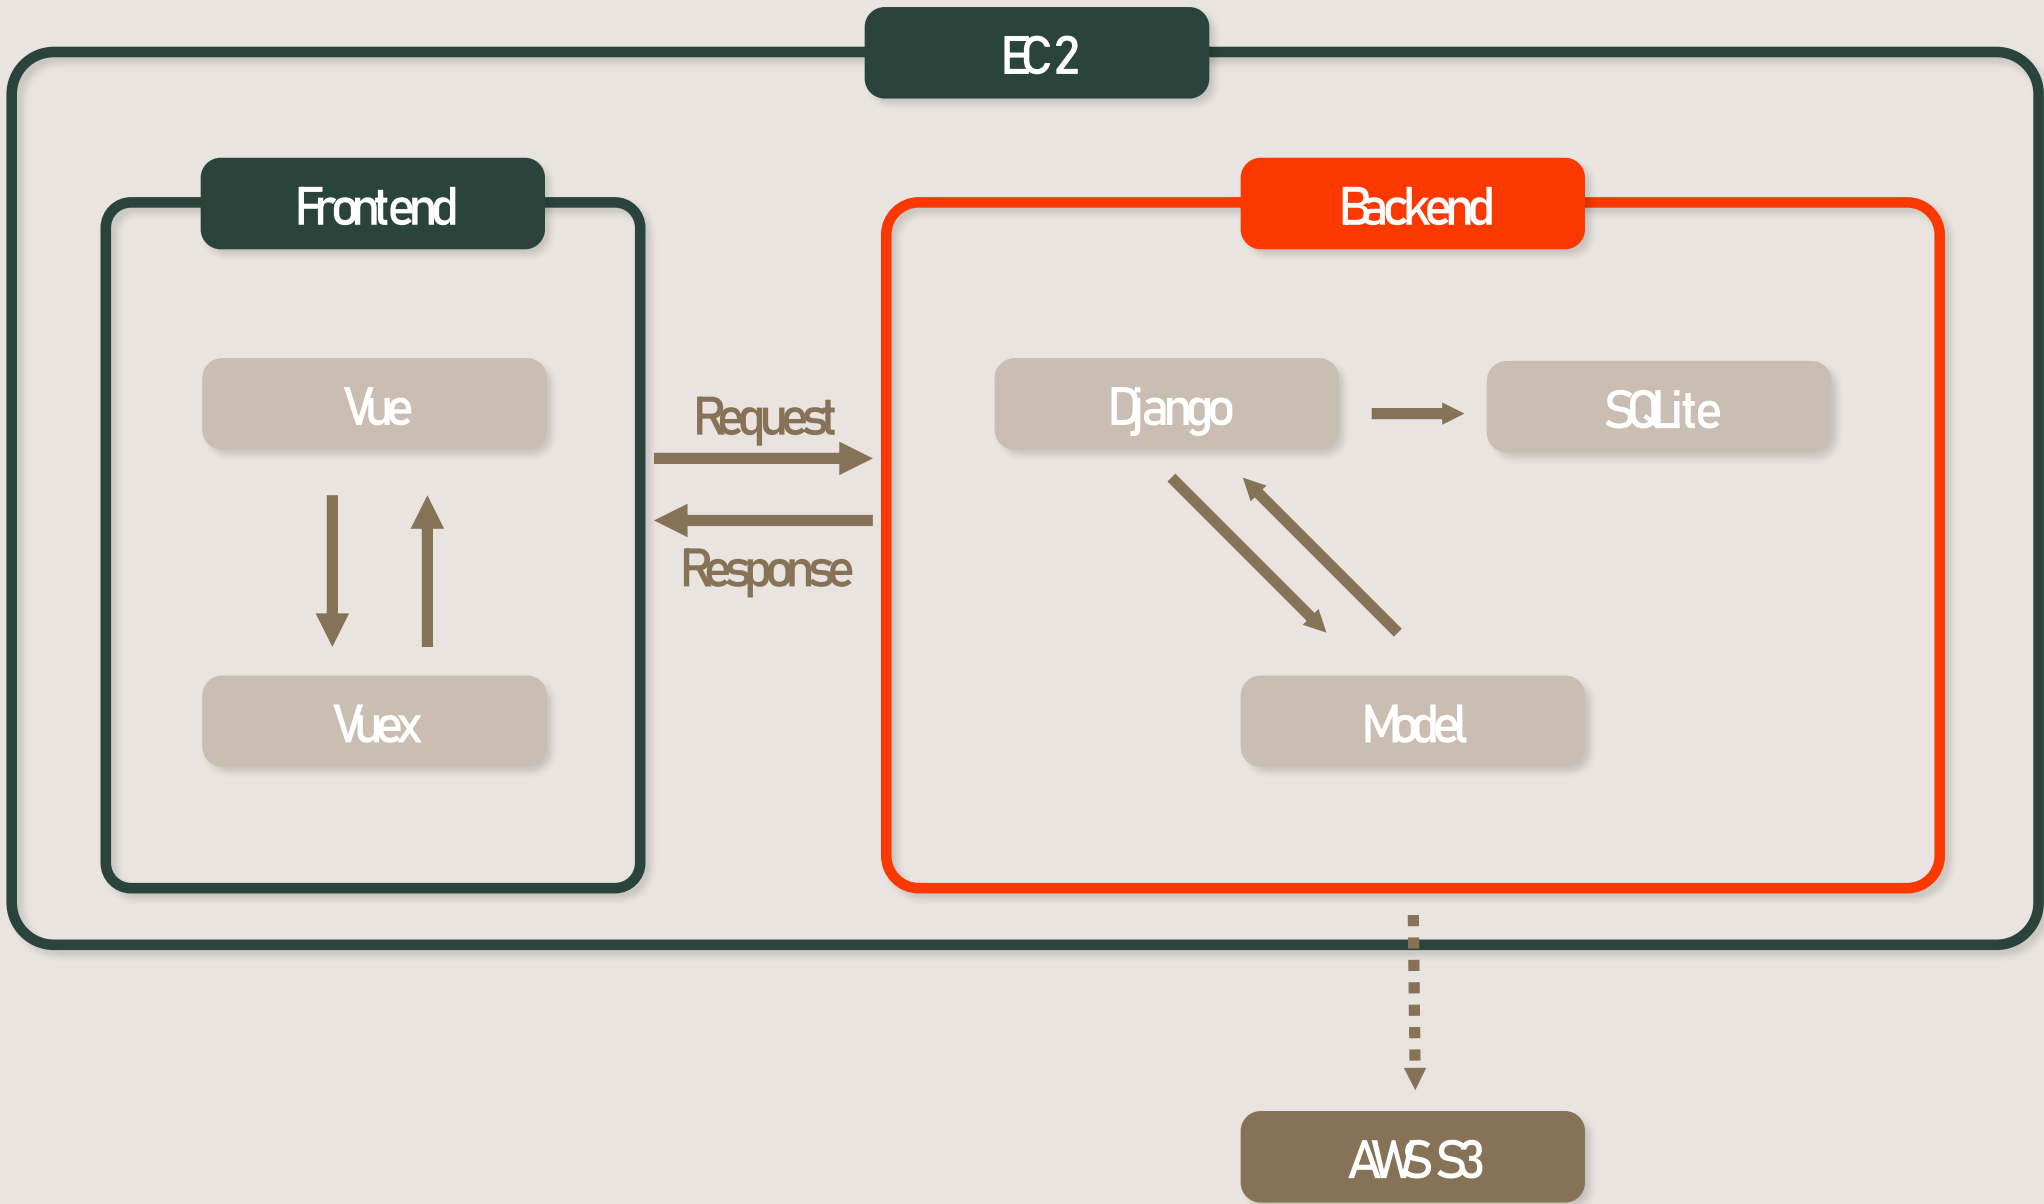 EC2
Frontend
Backend
Vue
Request
Django
SQLite
Response
Vuex
Model
AWS S3